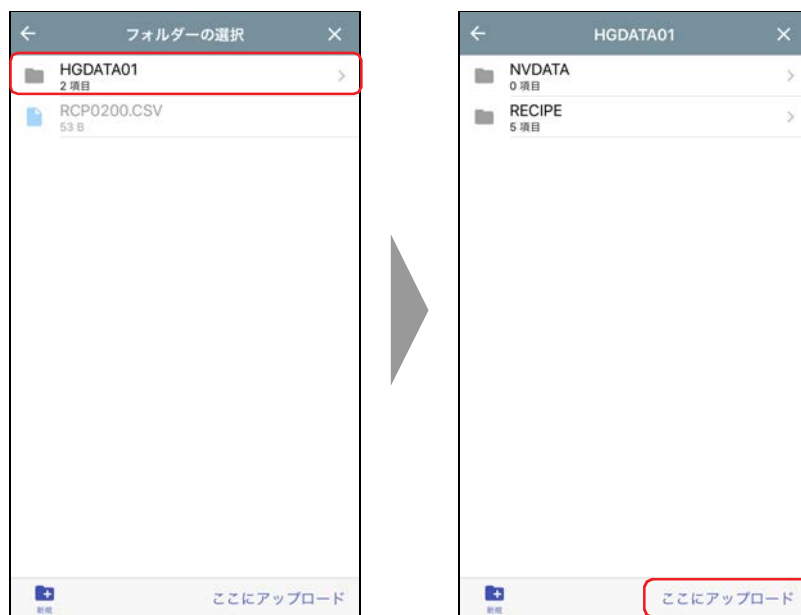 フォルダーの選択
HGDATA01
2 項目
RCP0200.CSV
53 B
新規
ここにアップロード
HGDATA01
NVDATA
0 項目
RECIPE
5 項目
新規
ここにアップロード